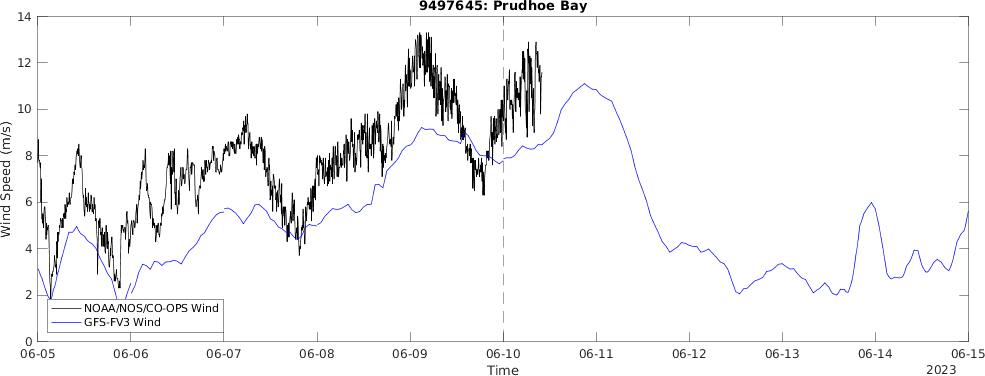 9497645: Prudhoe Bay
Wind Speed (m/s)
14
12
10
8
6
4
2
0
NOAA/NOS/CO-OPS Wind
GFS-FV3 Wind
06-05 06-06 06-07 06-08 06-09 06-10 06-11 06-12 06-13 06-14 06-15
Time
2023